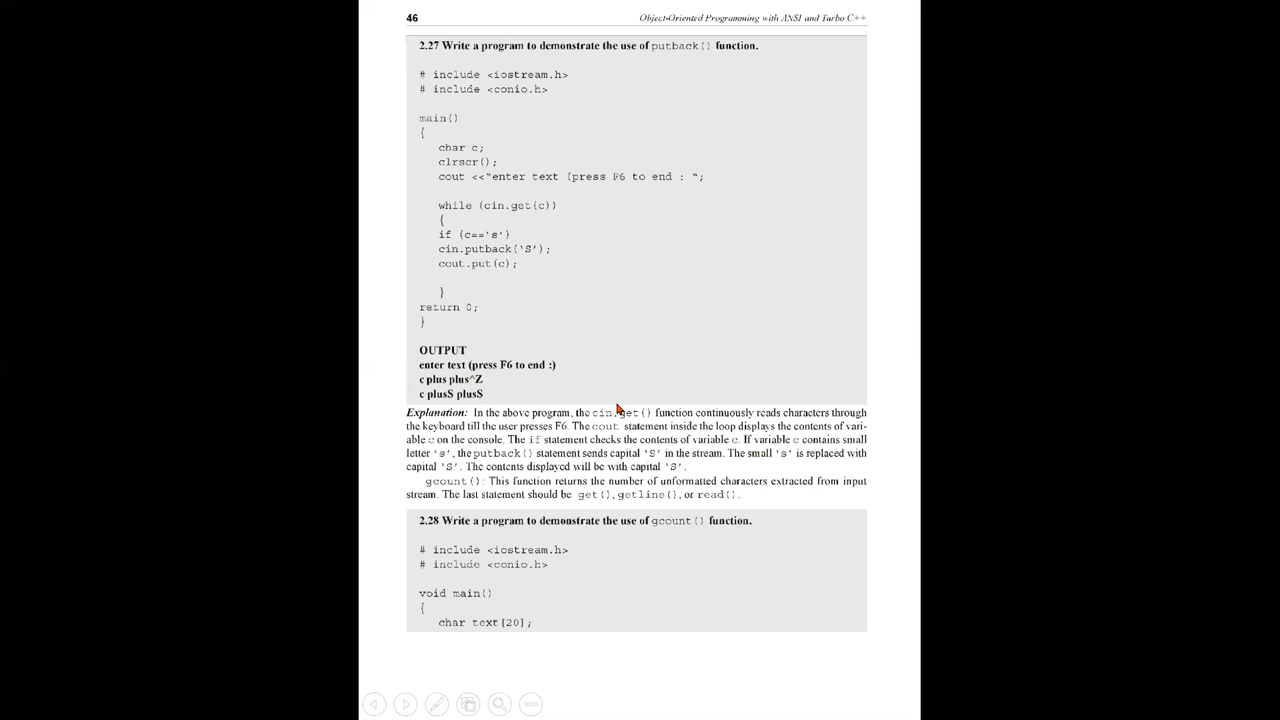 46
Object-Oriented Programming with ANSI and Turbo C++
2.27 Write a program to demonstrate the use of putback() function.
# include <iostream.h>
# include <conio.h>
main()
{
char c;
clrscr();
cout <<"enter text (press F6 to end : ";
while (cin.get(c))
{
if (c=='s')
cin.putback('S');
cout.put(c);
}
return 0;
}
OUTPUT
enter text (press F6 to end :)
c plus plus^Z
c plusS plusS
Explanation: In the above program, the cin.get() function continuously reads characters through
the keyboard till the user presses F6. The cout statement inside the loop displays the contents of vari-
able c on the console. The if statement checks the contents of variable c. If variable c contains small
letter 's', the putback() statement sends capital 'S' in the stream. The small 's' is replaced with
capital 'S'. The contents displayed will be with capital 'S'.
gcount(): This function returns the number of unformatted characters extracted from input
stream. The last statement should be get(), getline(), or read().
2.28 Write a program to demonstrate the use of gcount() function.
# include <iostream.h>
# include <conio.h>
void main()
{
char text[20];